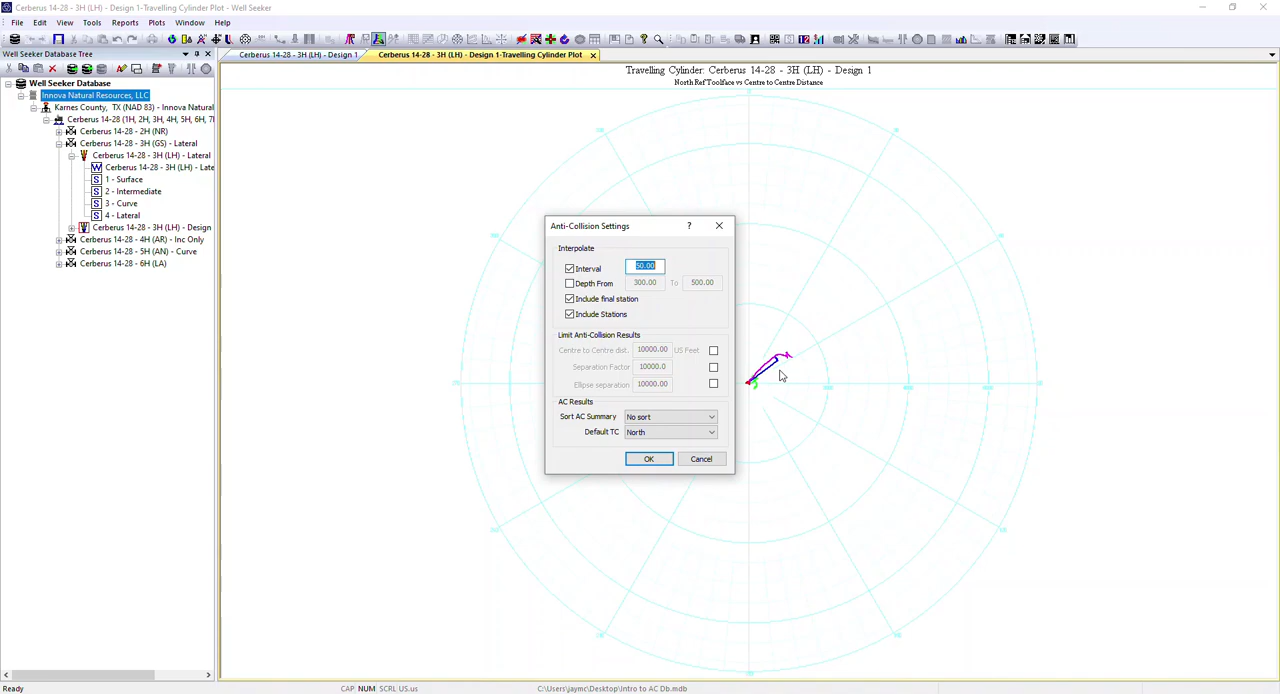 Cerberus 14-28 - 3H (LH) - Design 1-Travelling Cylinder Plot - Well Seeker
File Edit View Tools Reports Plots Window Help
Well Seeker Database Tree
Cerberus 14-28 - 3H (LH) - Design 1
Cerberus 14-28 - 3H (LH) - Design 1-Travelling Cylinder Plot
Well Seeker Database
Innova Natural Resources, LLC
Karnes County, TX (NAD 83) - Innova Natural
Cerberus 14-28 (1H, 2H, 3H, 4H, 5H, 6H, 7H
Cerberus 14-28 - 2H (NR)
Cerberus 14-28 - 3H (GS) - Lateral
Cerberus 14-28 - 3H (LH) - Lateral
Cerberus 14-28 - 3H (LH) - Late
1 - Surface
2 - Intermediate
3 - Curve
4 - Lateral
Cerberus 14-28 - 3H (LH) - Design
Cerberus 14-28 - 4H (AR) - Inc Only
Cerberus 14-28 - 5H (AN) - Curve
Cerberus 14-28 - 6H (LA)
Travelling Cylinder: Cerberus 14-28 - 3H (LH) - Design 1
North Ref Toolface vs Centre to Centre Distance
Anti-Collision Settings ?
Interpolate
Interval 50.00
Depth From 300.00 To 500.00
Include final station
Include Stations
Limit Anti-Collision Results
Centre to Centre dist. 10000.00 US Feet
Separation Factor 10000.0
Ellipse separation 10000.00
AC Results
Sort AC Summary No sort
Default TC North
OK Cancel
Ready
CAP NUM SCRL US.us
C:\Users\jaymc\Desktop\Intro to AC Db.mdb